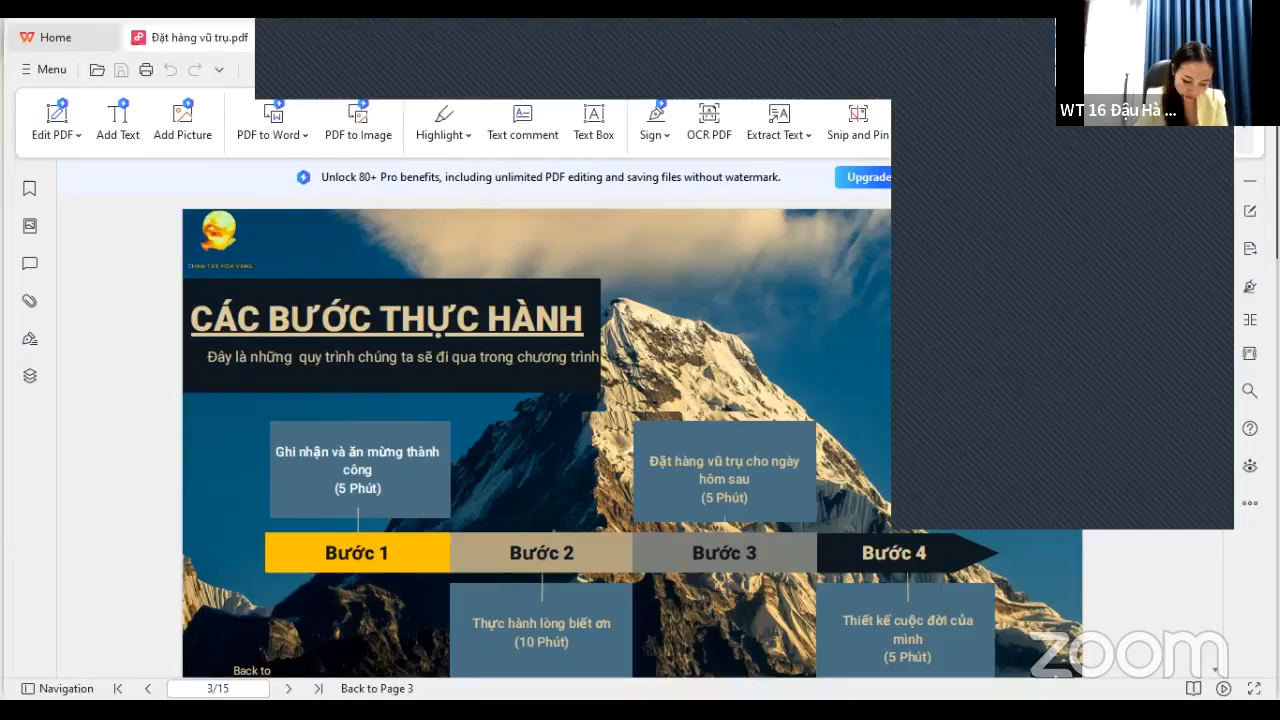 Home
Đặt hàng vũ trụ.pdf
Menu
Edit PDF
Add Text
Add Picture
PDF to Word
PDF to Image
Highlight
Text comment
Text Box
Sign
OCR PDF
Extract Text
Snip and Pin
WT 16 Đậu Hà ...
Unlock 80+ Pro benefits, including unlimited PDF editing and saving files without watermark.
Upgrade
CÁC BƯỚC THỰC HÀNH
Đây là những quy trình chúng ta sẽ đi qua trong chương trình
Ghi nhận và ăn mừng thành
công
(5 Phút)
Đặt hàng vũ trụ cho ngày
hôm sau
(5 Phút)
Bước 1
Bước 2
Bước 3
Bước 4
Thực hành lòng biết ơn
(10 Phút)
Thiết kế cuộc đời của
mình
(5 Phút)
Back to
zoom
Navigation
3/15
Back to Page 3